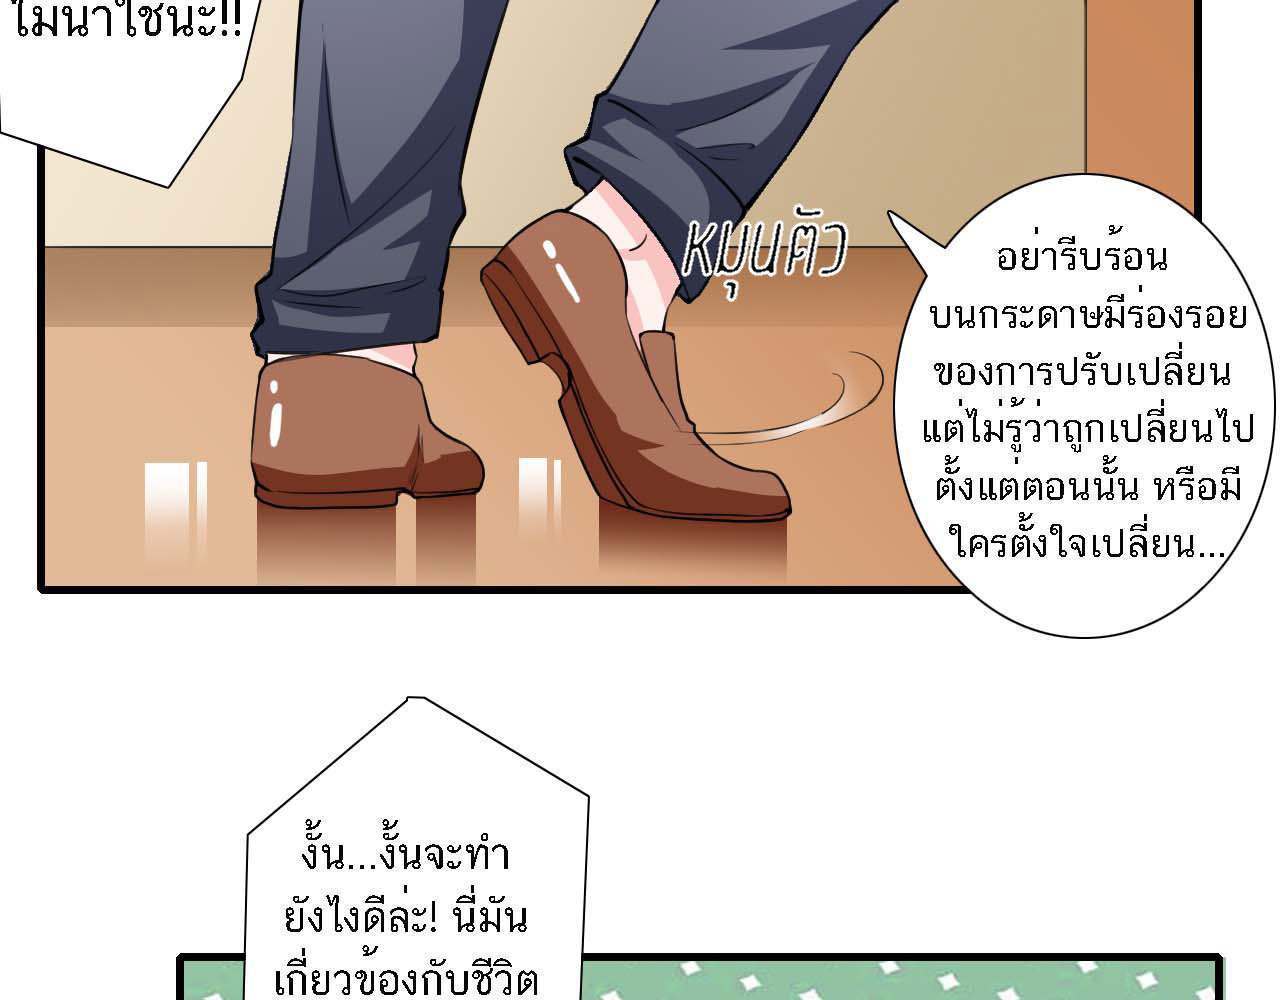 ไม่น่าใช่นะ!!
หมุนตัว
อย่ารีบร้อน
บนกระดาษมีร่องรอย
ของการปรับเปลี่ยน
แต่ไม่รู้ว่าถูกเปลี่ยนไป
ตั้งแต่ตอนนั้น หรือมี
ใครตั้งใจเปลี่ยน...
งั้น...งั้นจะทำ
ยังไงดีล่ะ! นี่มัน
เกี่ยวข้องกับชีวิต